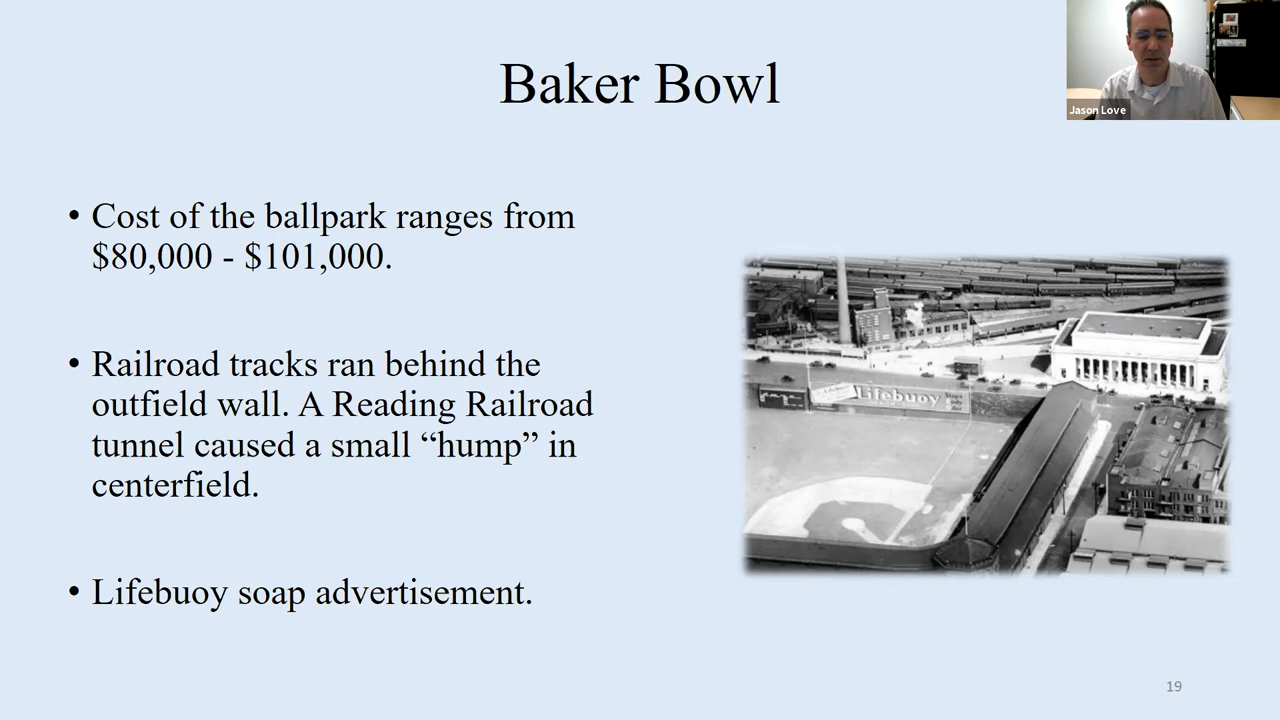 Baker Bowl
Jason Love
• Cost of the ballpark ranges from
$80,000 - $101,000.
• Railroad tracks ran behind the
outfield wall. A Reading Railroad
tunnel caused a small “hump” in
centerfield.
• Lifebuoy soap advertisement.
Lifebuoy
19